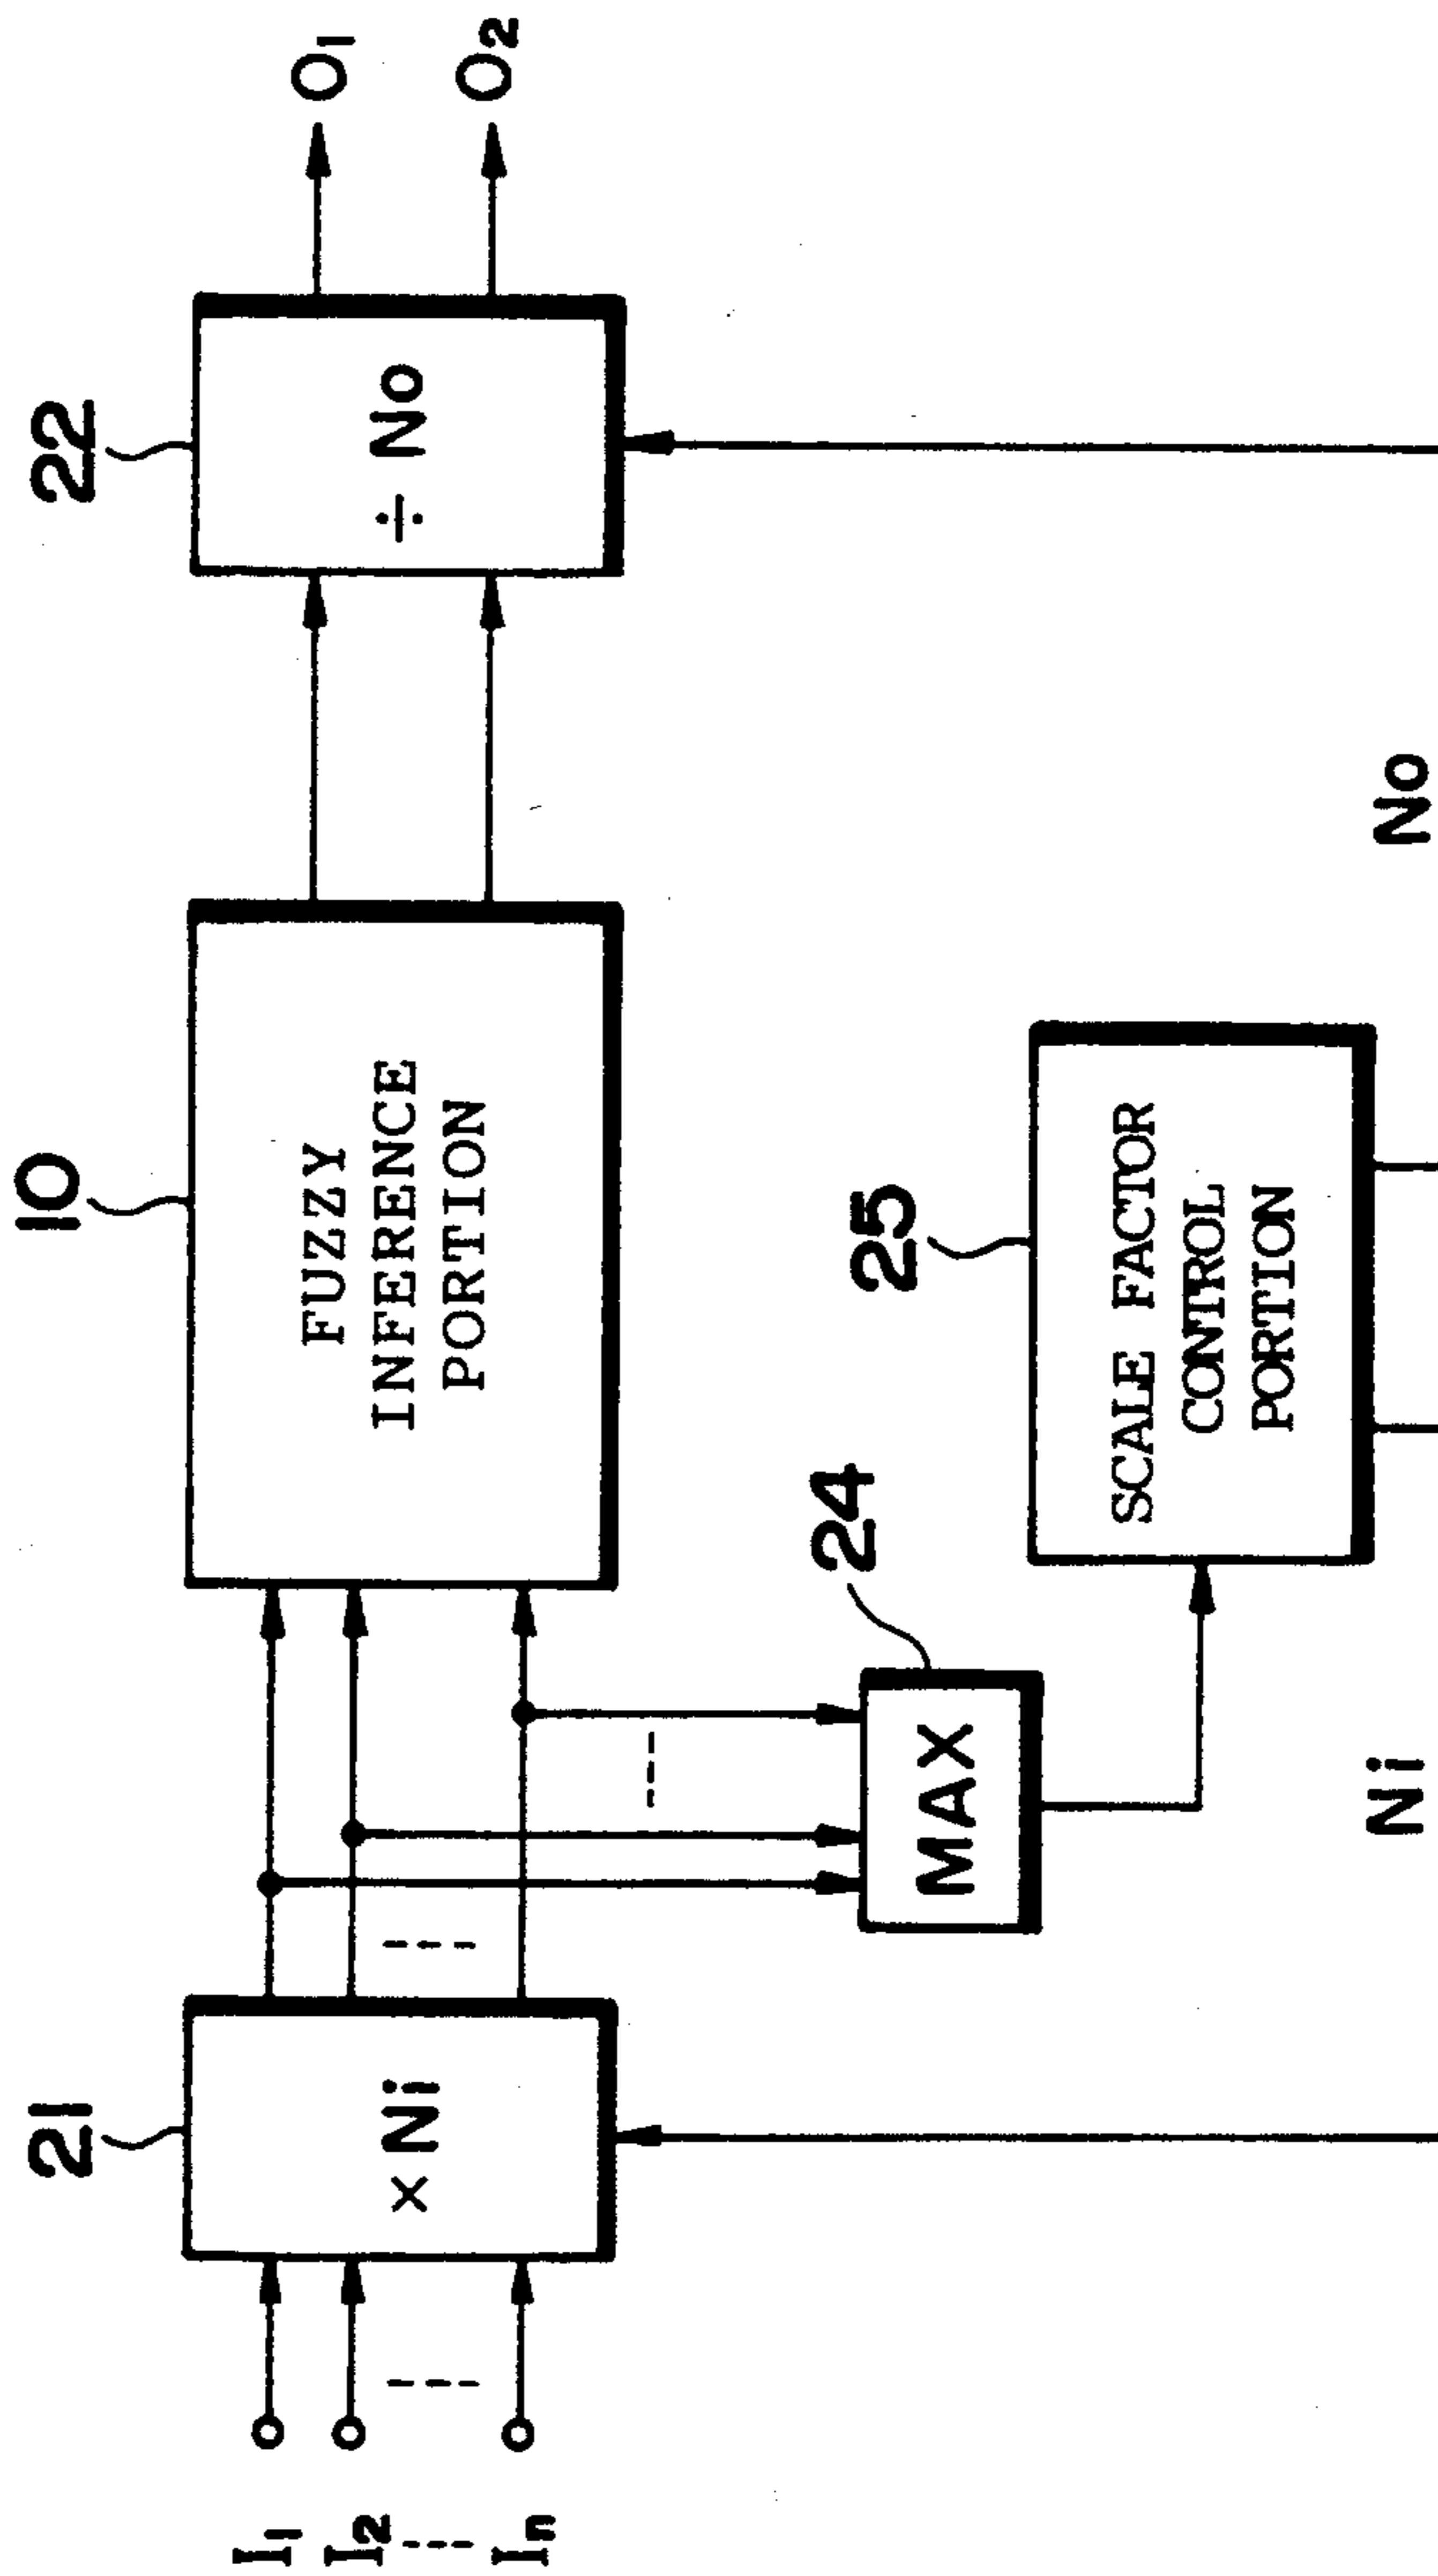 21
10
22
I1
I2
In
× Ni
FUZZY
INFERENCE
PORTION
÷ No
O1
O2
24
MAX
25
SCALE FACTOR
CONTROL
PORTION
Ni
No